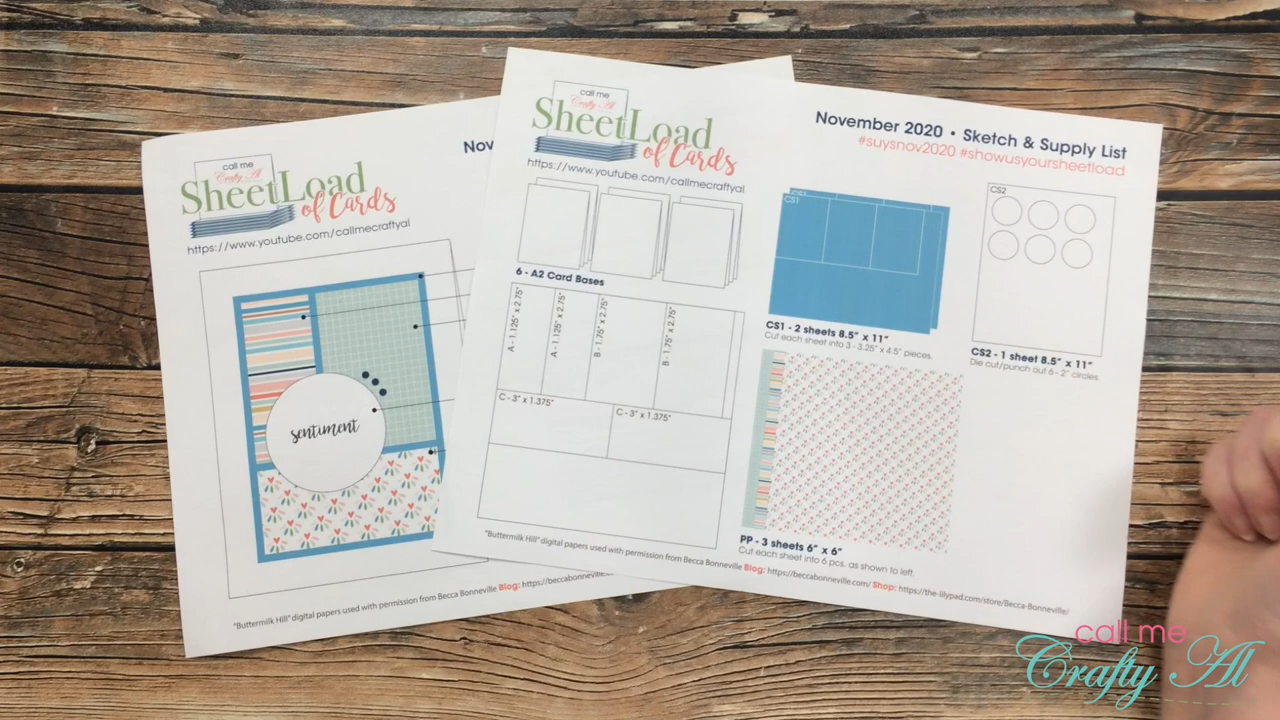 call me
Crafty Al
SheetLoad
of Cards
https://www.youtube.com/callmecraftyal
Nov
sentiment
"Buttermilk Hill" digital papers used with permission from Becca Bonneville Blog: https://beccabonneville.co
call me
Crafty Al
SheetLoad
of Cards
https://www.youtube.com/callmecraftyal
November 2020 • Sketch & Supply List
#suysnov2020 #showusyoursheetload
6 - A2 Card Bases
A - 1.125" x 2.75"
A - 1.125" x 2.75"
B - 1.75" x 2.75"
B - 1.75" x 2.75"
C - 3" x 1.375"
C - 3" x 1.375"
CS1
CS1
CS1 - 2 sheets 8.5" x 11"
Cut each sheet into 3 - 3.25" x 4.5" pieces.
CS2
CS2 - 1 sheet 8.5" x 11"
Die cut/punch out 6 - 2" circles.
PP - 3 sheets 6" x 6"
Cut each sheet into 6 pcs. as shown to left.
"Buttermilk Hill" digital papers used with permission from Becca Bonneville Blog: https://beccabonneville.com/ Shop: https://the-lilypad.com/store/Becca-Bonneville/
call me
Crafty Al